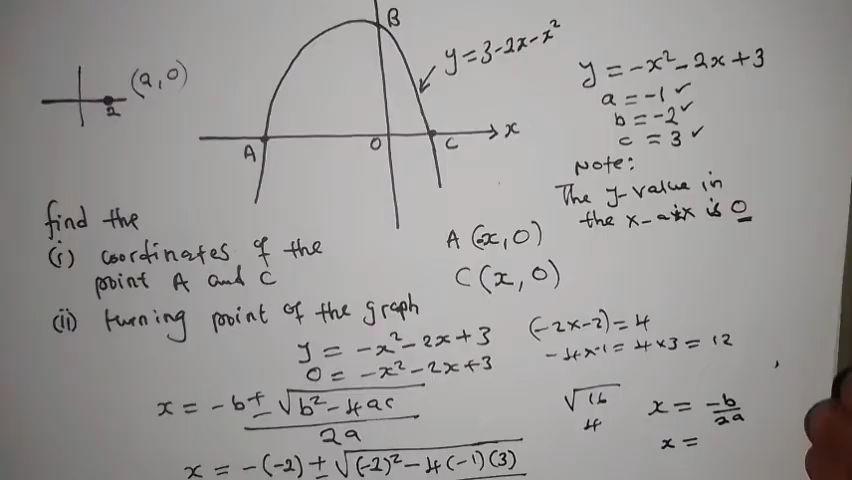 B
(2,0)
2
y = 3-2x-x²
A
O
C
x
y = -x² - 2x + 3
a = -1 ✓
b = -2 ✓
c = 3 ✓
Note:
The y-value in
the x-axis is 0
find the
(i) coordinates of the
point A and C
A (-x, 0)
C (x, 0)
(ii) turning point of the graph
y = -x² - 2x + 3
0 = -x² - 2x + 3
(-2x-2) = 4
-4x-1 = 4x3 = 12
x = -b ± √b² - 4ac
2a
√16
4
x = -b/2a
x =
x = -(-2) ± √(-2)² - 4(-1)(3)